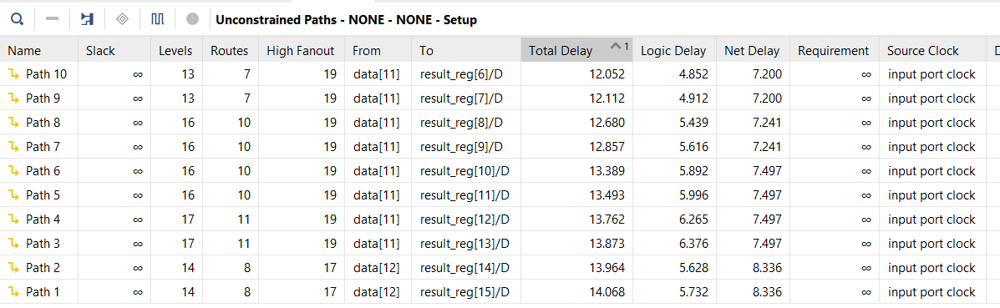 Unconstrained Paths - NONE - NONE - Setup
Name Slack Levels Routes High Fanout From To Total Delay 1 Logic Delay Net Delay Requirement Source Clock
Path 10 ∞ 13 7 19 data[11] result_reg[6]/D 12.052 4.852 7.200 ∞ input port clock
Path 9 ∞ 13 7 19 data[11] result_reg[7]/D 12.112 4.912 7.200 ∞ input port clock
Path 8 ∞ 16 10 19 data[11] result_reg[8]/D 12.680 5.439 7.241 ∞ input port clock
Path 7 ∞ 16 10 19 data[11] result_reg[9]/D 12.857 5.616 7.241 ∞ input port clock
Path 6 ∞ 16 10 19 data[11] result_reg[10]/D 13.389 5.892 7.497 ∞ input port clock
Path 5 ∞ 16 10 19 data[11] result_reg[11]/D 13.493 5.996 7.497 ∞ input port clock
Path 4 ∞ 17 11 19 data[11] result_reg[12]/D 13.762 6.265 7.497 ∞ input port clock
Path 3 ∞ 17 11 19 data[11] result_reg[13]/D 13.873 6.376 7.497 ∞ input port clock
Path 2 ∞ 14 8 17 data[12] result_reg[14]/D 13.964 5.628 8.336 ∞ input port clock
Path 1 ∞ 14 8 17 data[12] result_reg[15]/D 14.068 5.732 8.336 ∞ input port clock